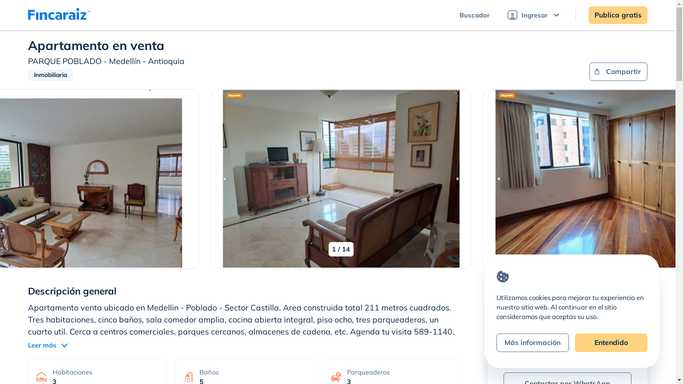 Fincaraiz
Buscador
Ingresar
Publica gratis
Apartamento en venta
PARQUE POBLADO - Medellín - Antioquia
Inmobiliaria
Compartir
1 / 14
Descripción general
Apartamento venta ubicado en Medellin - Poblado - Sector Castilla. Area construida total 211 metros cuadrados.
Tres habitaciones, cinco baños, sala comedor amplia, cocina abierta integral, piso ocho, tres parqueaderos, un
cuarto util. Cerca a centros comerciales, parques cercanos, almacenes de cadena, etc. Agenda tu visita 589-1140,
Leer más
Habitaciones
3
Baños
5
Parqueaderos
3
Utilizamos cookies para mejorar tu experiencia en
nuestro sitio web. Al continuar en el sitio
consideramos que aceptas su uso.
Más información
Entendido
Contactar por WhatsApp